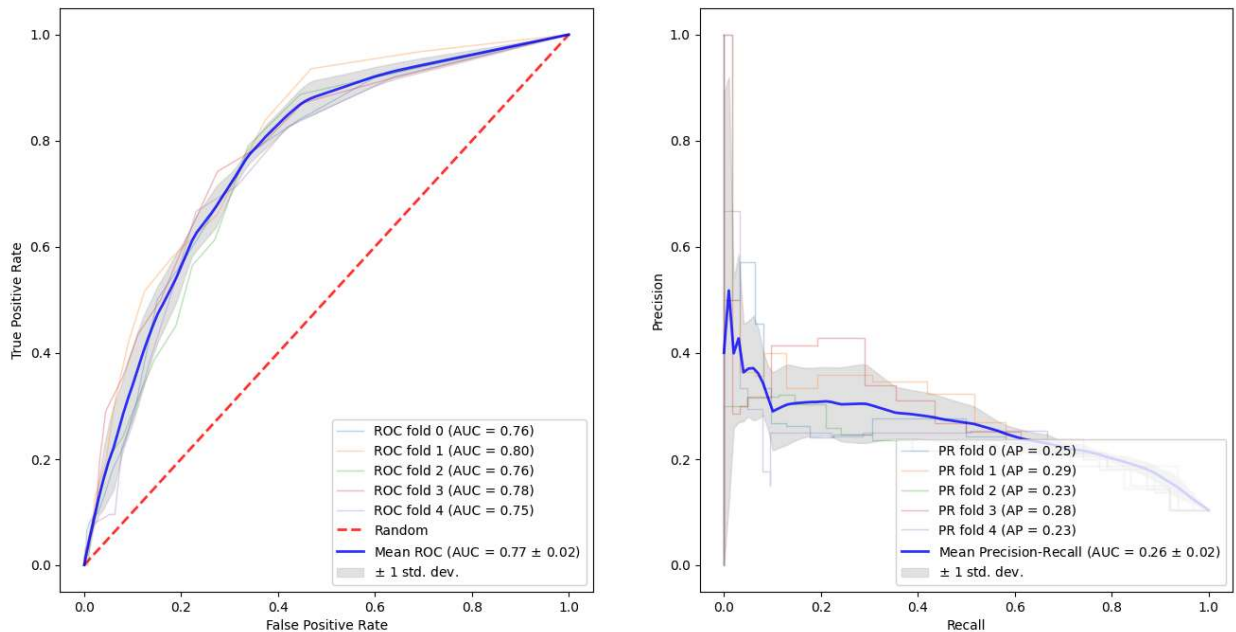 1.0
0.8
0.6
0.4
0.2
0.0
True Positive Rate
0.0 0.2 0.4 0.6 0.8 1.0
False Positive Rate
ROC fold 0 (AUC = 0.76)
ROC fold 1 (AUC = 0.80)
ROC fold 2 (AUC = 0.76)
ROC fold 3 (AUC = 0.78)
ROC fold 4 (AUC = 0.75)
Random
Mean ROC (AUC = 0.77 ± 0.02)
± 1 std. dev.
1.0
0.8
0.6
0.4
0.2
0.0
Precision
0.0 0.2 0.4 0.6 0.8 1.0
Recall
PR fold 0 (AP = 0.25)
PR fold 1 (AP = 0.29)
PR fold 2 (AP = 0.23)
PR fold 3 (AP = 0.28)
PR fold 4 (AP = 0.23)
Mean Precision-Recall (AUC = 0.26 ± 0.02)
± 1 std. dev.